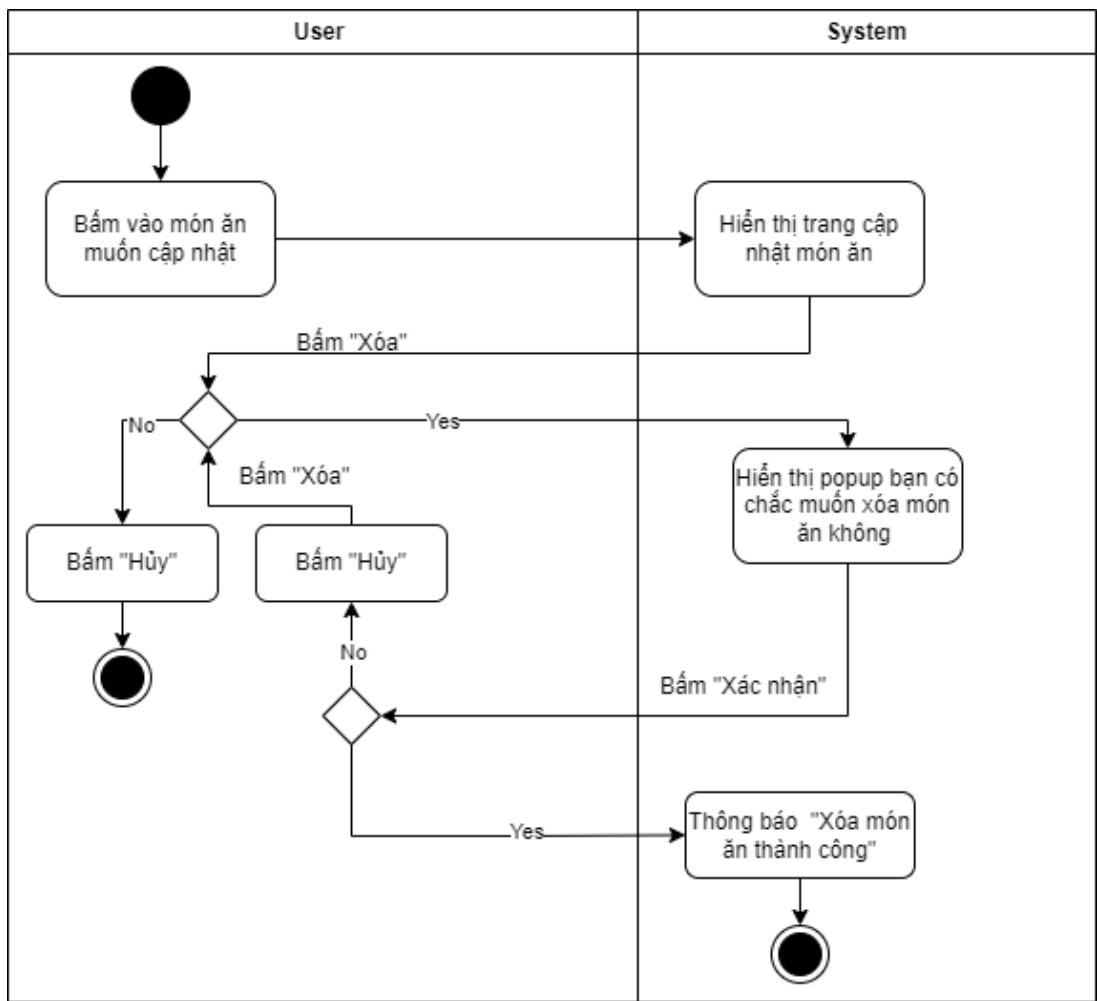 User
System
Bấm vào món ăn
muốn cập nhật
Hiển thị trang cập
nhật món ăn
Bấm "Xóa"
No
Yes
Bấm "Xóa"
Hiển thị popup bạn có
chắc muốn xóa món
ăn không
Bấm "Hủy"
Bấm "Hủy"
No
Bấm "Xác nhận"
Yes
Thông báo "Xóa món
ăn thành công"